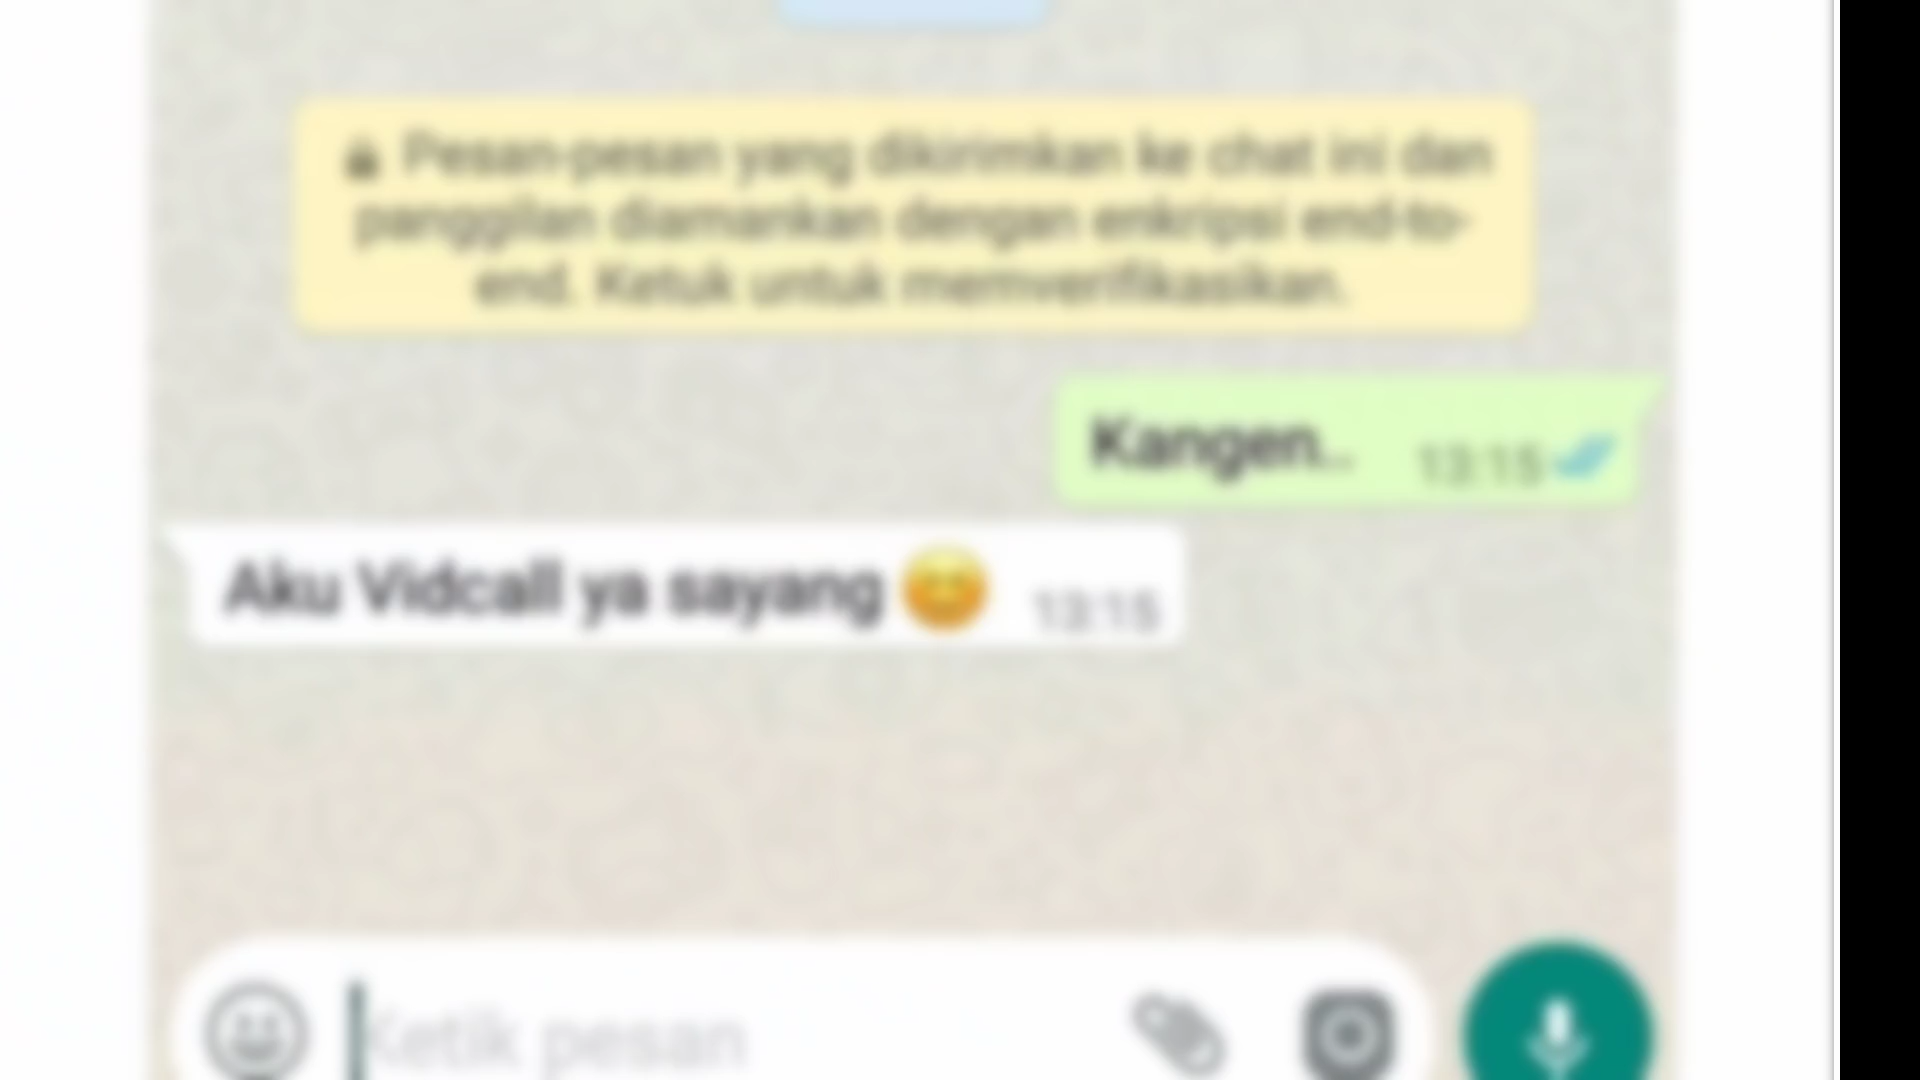 Pesan-pesan yang dikirimkan ke chat ini dan
panggilan diamankan dengan enkripsi end-to-
end. Ketuk untuk memverifikasikan.
Kangen.. 13:15
Aku Vidcall ya sayang 😊 13:15
Ketik pesan